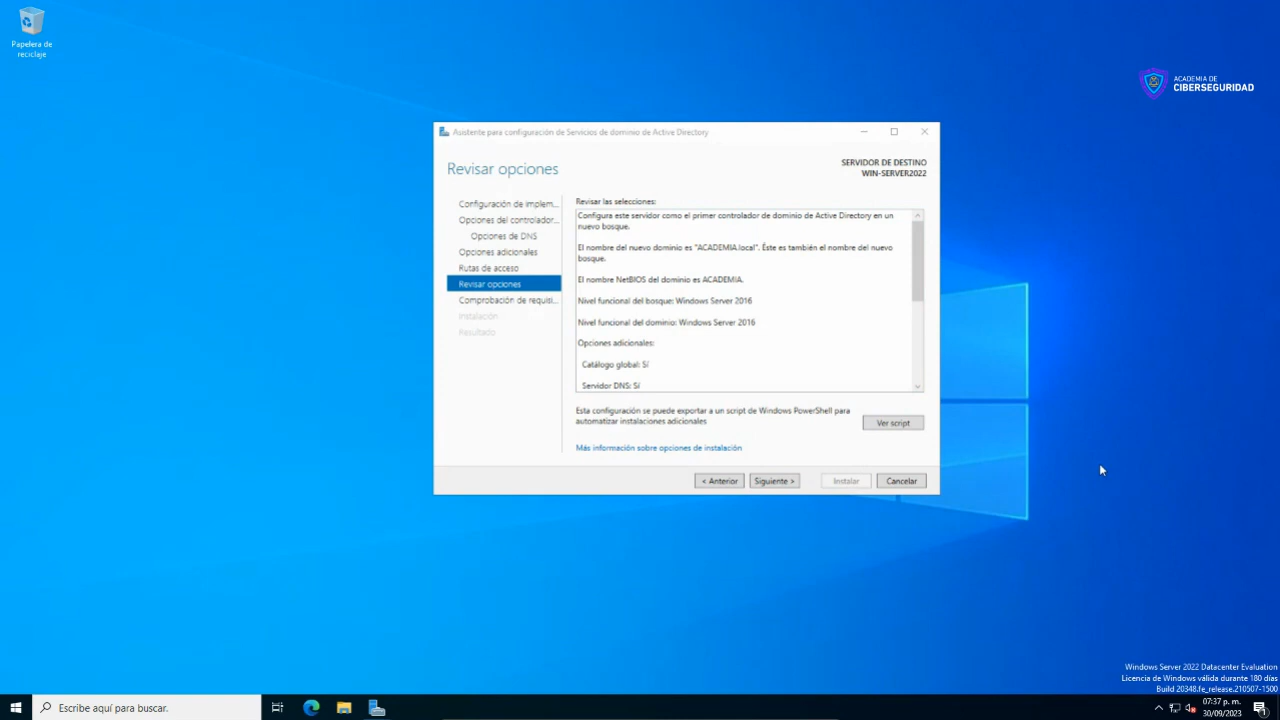 Papelera de
reciclaje
ACADEMIA DE
CIBERSEGURIDAD
Asistente para configuración de Servicios de dominio de Active Directory
Revisar opciones
SERVIDOR DE DESTINO
WIN-SERVER2022
Configuración de implem...
Opciones del controlador...
Opciones de DNS
Opciones adicionales
Rutas de acceso
Revisar opciones
Comprobación de requisi...
Instalación
Resultado
Revisar las selecciones:
Configura este servidor como el primer controlador de dominio de Active Directory en un
nuevo bosque.
El nombre del nuevo dominio es "ACADEMIA.local". Éste es también el nombre del nuevo
bosque.
El nombre NetBIOS del dominio es ACADEMIA.
Nivel funcional del bosque: Windows Server 2016
Nivel funcional del dominio: Windows Server 2016
Opciones adicionales:
Catálogo global: Sí
Servidor DNS: Sí
Esta configuración se puede exportar a un script de Windows PowerShell para
automatizar instalaciones adicionales
Ver script
Más información sobre opciones de instalación
< Anterior
Siguiente >
Instalar
Cancelar
Windows Server 2022 Datacenter Evaluation
Licencia de Windows válida durante 180 días
Build 20348.fe_release.210507-1500
Escribe aquí para buscar.
07:37 p. m.
30/09/2023
1